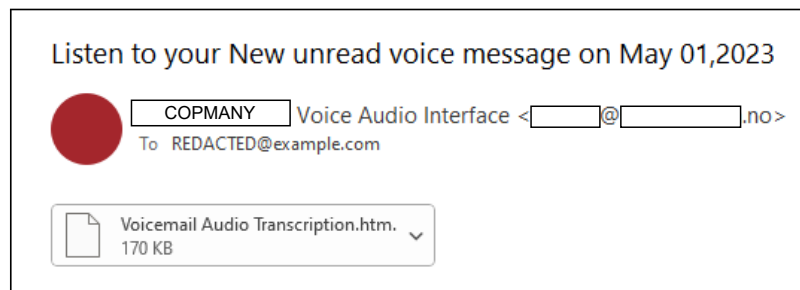 Listen to your New unread voice message on May 01,2023
COPMANY Voice Audio Interface < @ .no>
To REDACTED@example.com
Voicemail Audio Transcription.htm.
170 KB